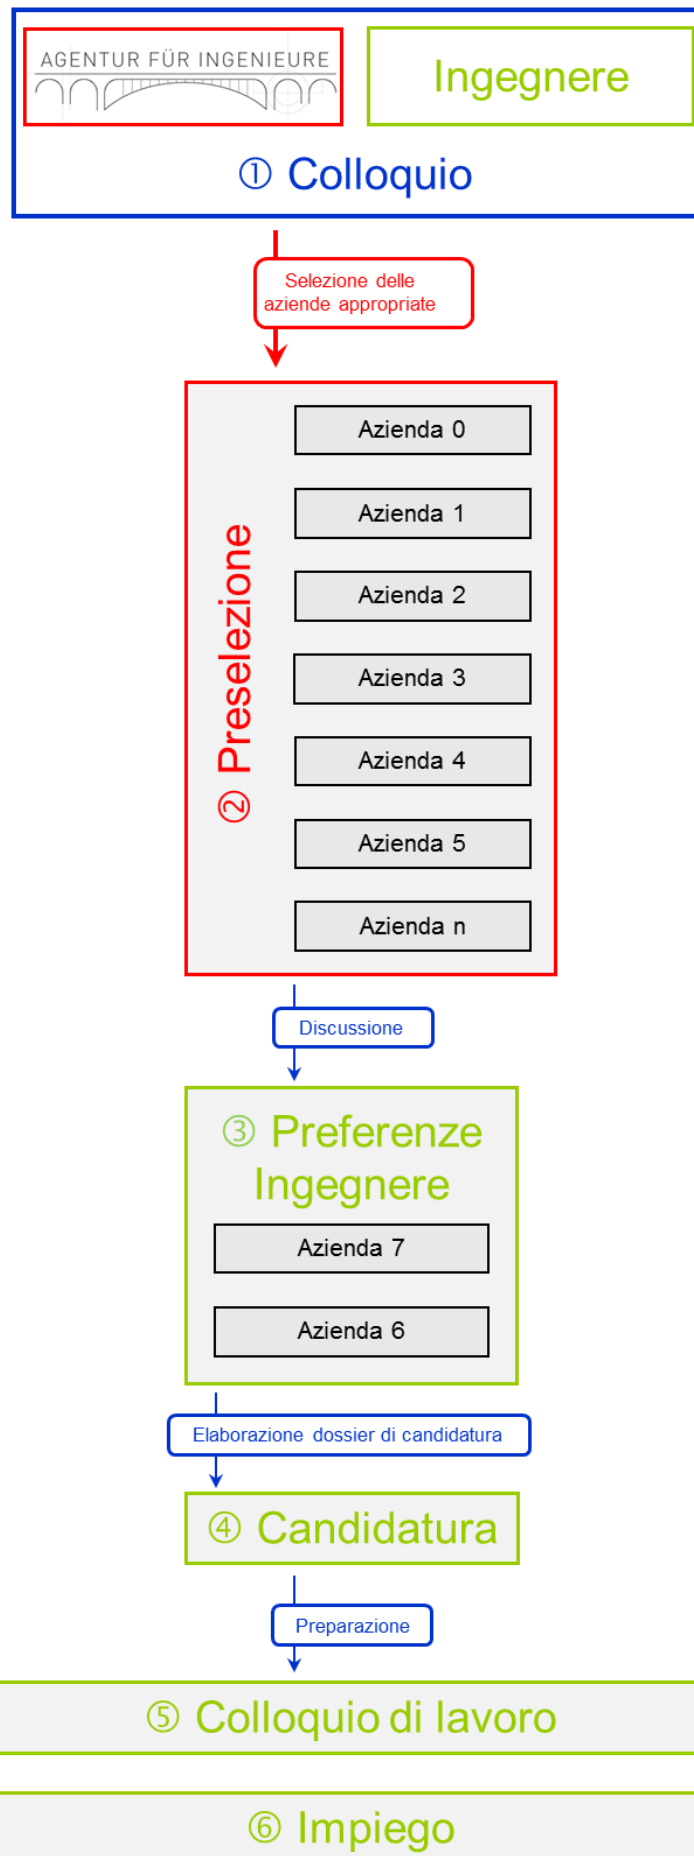 AGENTUR FÜR INGENIEURE
Ingegnere
① Colloquio
Selezione delle
aziende appropriate
② Preselezione
Azienda 0
Azienda 1
Azienda 2
Azienda 3
Azienda 4
Azienda 5
Azienda n
Discussione
③ Preferenze
Ingegnere
Azienda 7
Azienda 6
Elaborazione dossier di candidatura
④ Candidatura
Preparazione
⑤ Colloquio di lavoro
⑥ Impiego